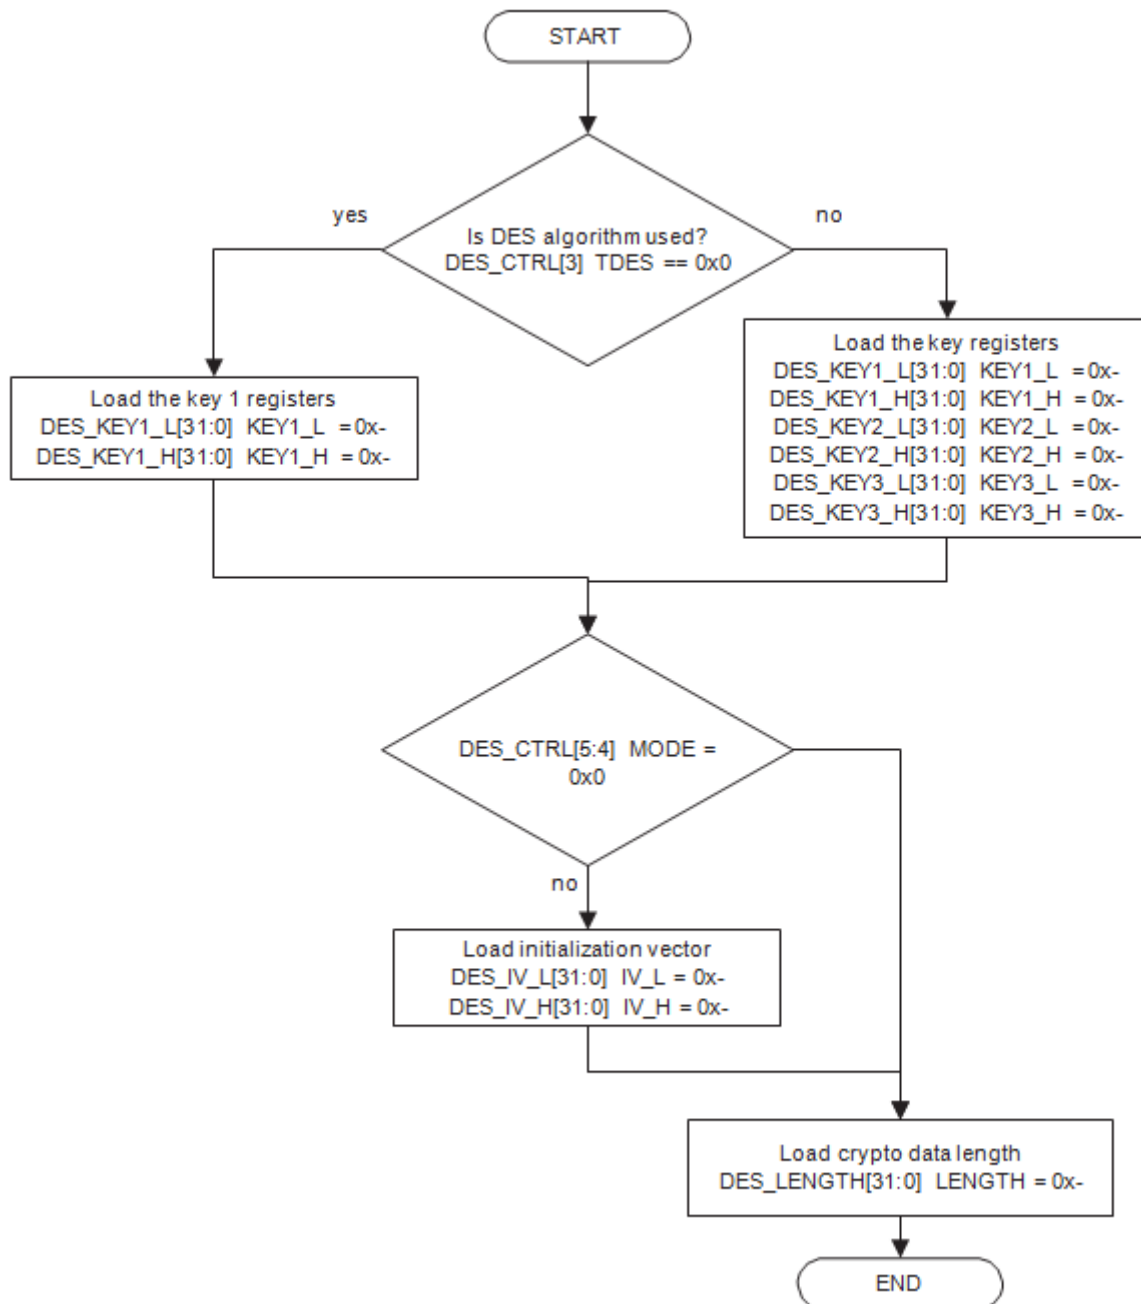 START
yes
no
Is DES algorithm used?
DES_CTRL[3] TDES == 0x0
Load the key registers
DES_KEY1_L[31:0] KEY1_L =0x-
DES_KEY1_H[31:0] KEY1_H =0x-
DES_KEY2_L[31:0] KEY2_L =0x-
DES_KEY2_H[31:0] KEY2_H =0x-
DES_KEY3_L[31:0] KEY3_L =0x-
DES_KEY3_H[31:0] KEY3_H =0x-
Load the key 1 registers
DES_KEY1_L[31:0] KEY1_L =0x-
DES_KEY1_H[31:0] KEY1_H =0x-
DES_CTRL[5:4] MODE =
0x0
no
Load initialization vector
DES_IV_L[31:0] IV_L = 0x-
DES_IV_H[31:0] IV_H = 0x-
Load crypto data length
DES_LENGTH[31:0] LENGTH = 0x-
END